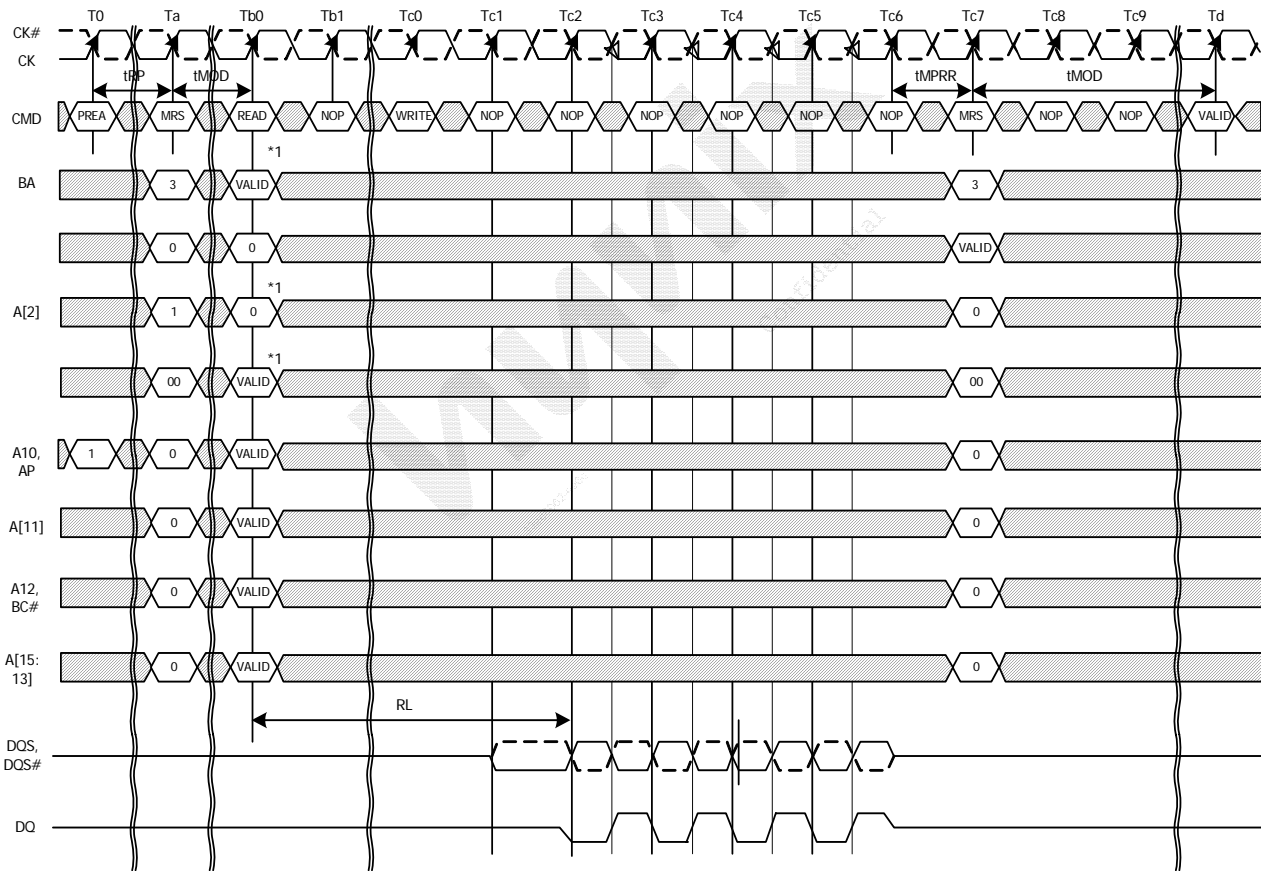 T0 Ta Tb0 Tb1 Tc0 Tc1 Tc2 Tc3 Tc4 Tc5 Tc6 Tc7 Tc8 Tc9 Td
CK#
CK
tRP tMOD tMPRR tMOD
CMD PREA MRS READ NOP WRITE NOP NOP NOP NOP NOP NOP MRS NOP NOP VALID
*1
BA 3 VALID 3
0 0 VALID
*1
A[2] 1 0 0
*1
00 VALID 00
A10,
AP 1 0 VALID 0
A[11] 0 VALID 0
A12,
BC# 0 VALID 0
A[15:
13] 0 VALID 0
RL
DQS,
DQS#
DQ
Confidential